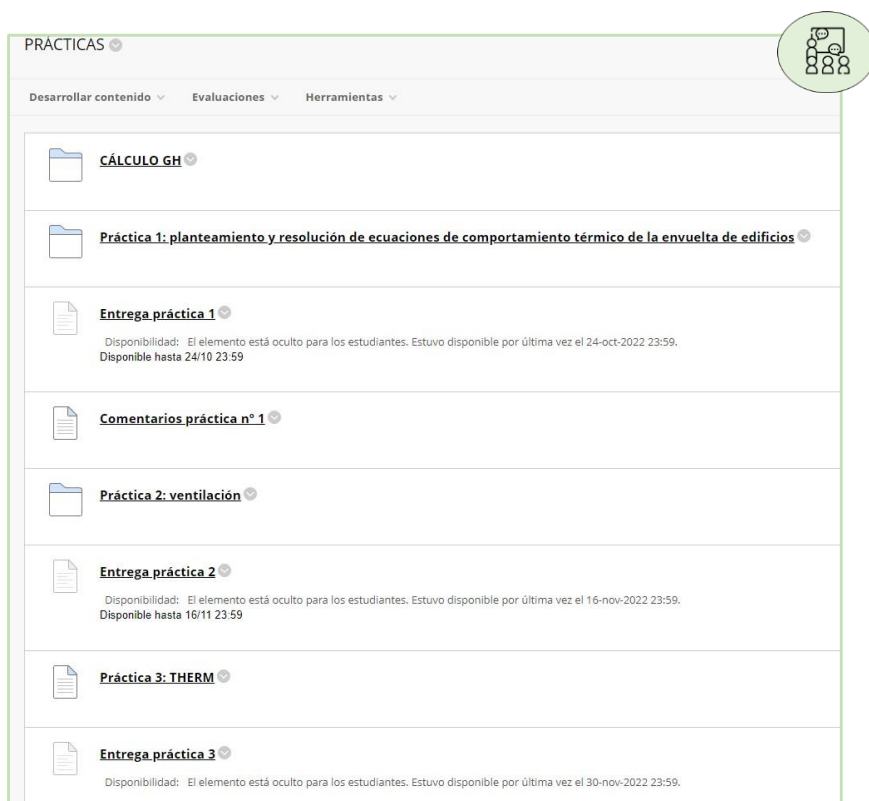 PRÁCTICAS
Desarrollar contenido Evaluaciones Herramientas
CÁLCULO GH
Práctica 1: planteamiento y resolución de ecuaciones de comportamiento térmico de la envuelta de edificios
Entrega práctica 1
Disponibilidad: El elemento está oculto para los estudiantes. Estuvo disponible por última vez el 24-oct-2022 23:59.
Disponible hasta 24/10 23:59
Comentarios práctica nº 1
Práctica 2: ventilación
Entrega práctica 2
Disponibilidad: El elemento está oculto para los estudiantes. Estuvo disponible por última vez el 16-nov-2022 23:59.
Disponible hasta 16/11 23:59
Práctica 3: THERM
Entrega práctica 3
Disponibilidad: El elemento está oculto para los estudiantes. Estuvo disponible por última vez el 30-nov-2022 23:59.